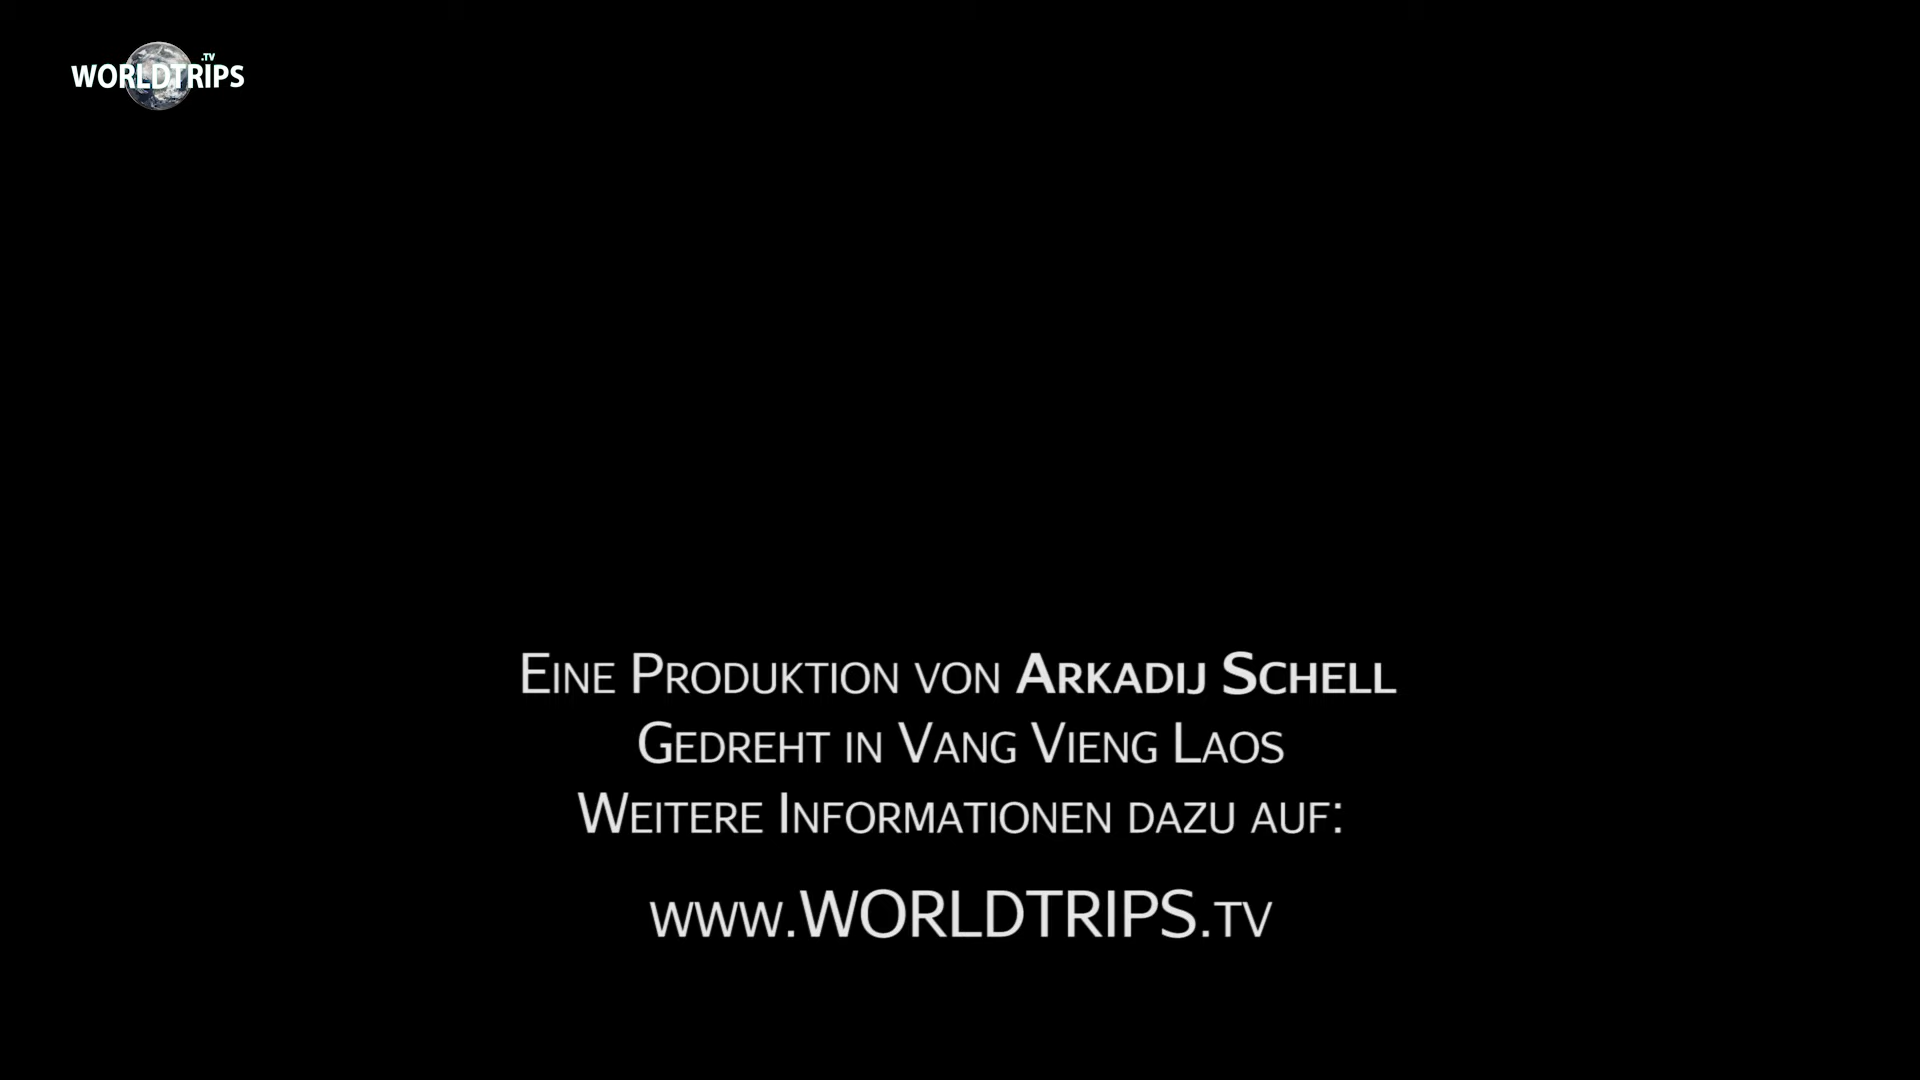 .TV
WORLDTRIPS
EINE PRODUKTION VON ARKADIJ SCHELL
GEDREHT IN VANG VIENG LAOS
WEITERE INFORMATIONEN DAZU AUF:
WWW.WORLDTRIPS.TV